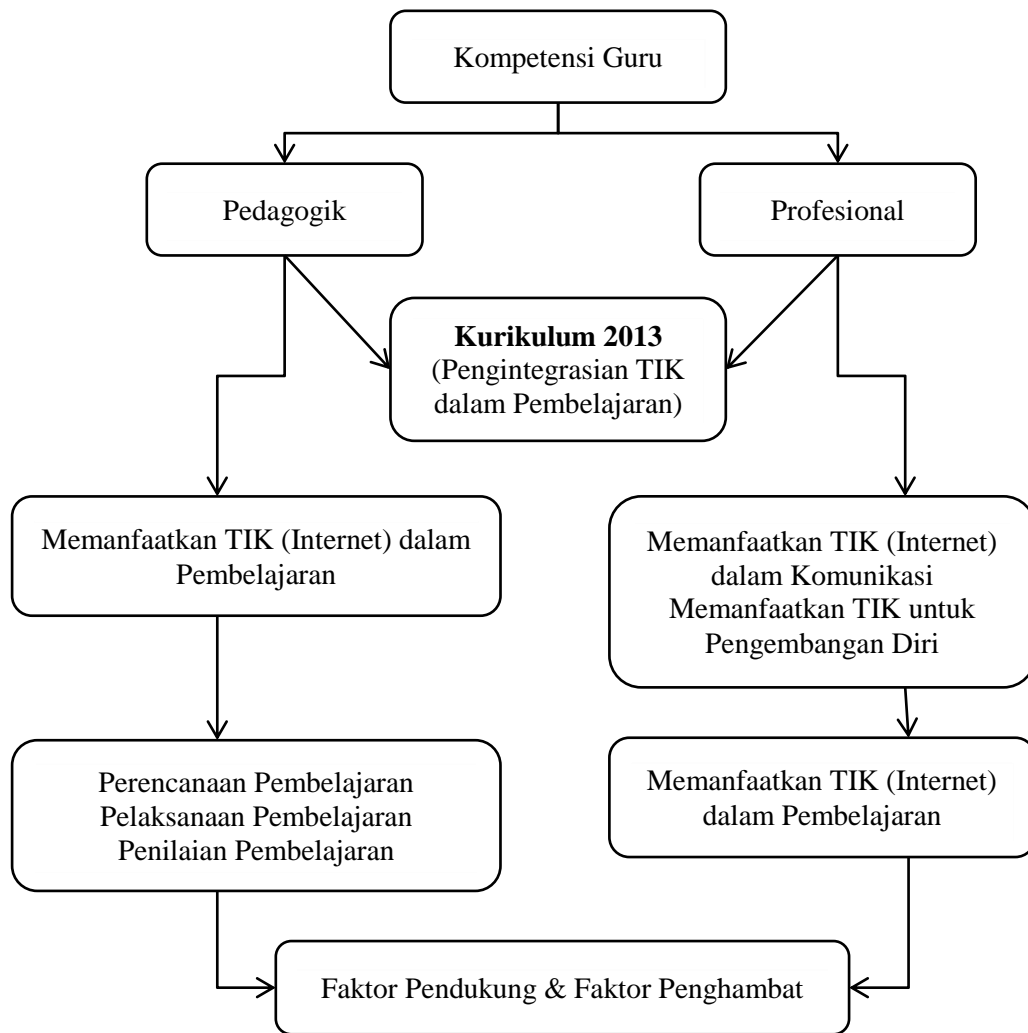 Kompetensi Guru
Pedagogik
Profesional
Kurikulum 2013
(Pengintegrasian TIK
dalam Pembelajaran)
Memanfaatkan TIK (Internet) dalam
Pembelajaran
Memanfaatkan TIK (Internet)
dalam Komunikasi
Memanfaatkan TIK untuk
Pengembangan Diri
Perencanaan Pembelajaran
Pelaksanaan Pembelajaran
Penilaian Pembelajaran
Memanfaatkan TIK (Internet)
dalam Pembelajaran
Faktor Pendukung & Faktor Penghambat